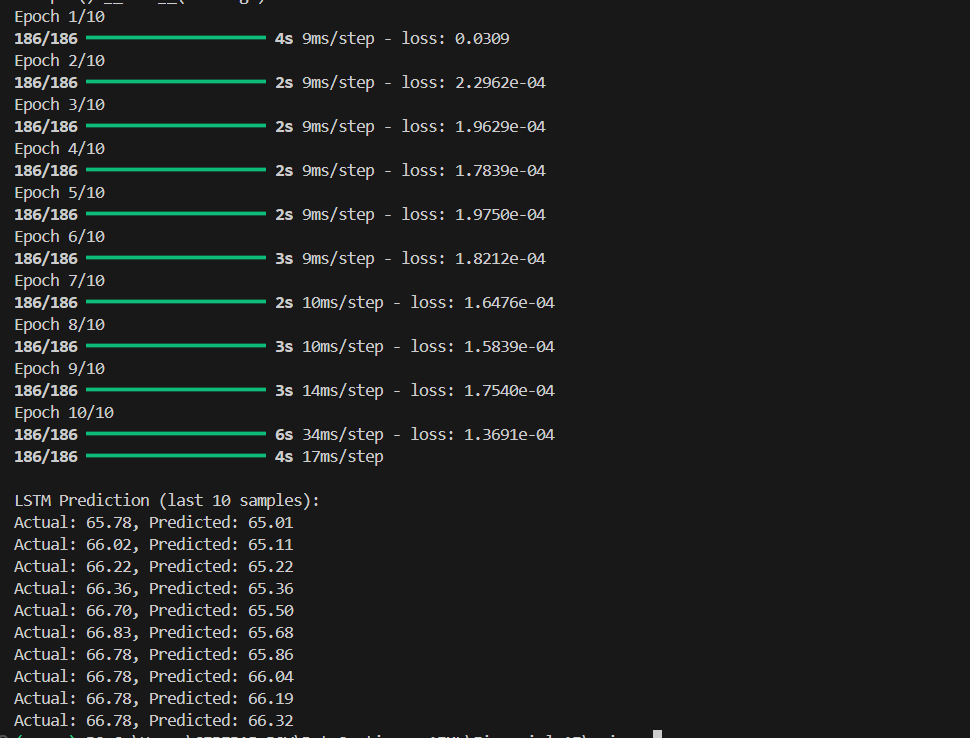 Epoch 1/10
186/186 4s 9ms/step - loss: 0.0309
Epoch 2/10
186/186 2s 9ms/step - loss: 2.2962e-04
Epoch 3/10
186/186 2s 9ms/step - loss: 1.9629e-04
Epoch 4/10
186/186 2s 9ms/step - loss: 1.7839e-04
Epoch 5/10
186/186 2s 9ms/step - loss: 1.9750e-04
Epoch 6/10
186/186 3s 9ms/step - loss: 1.8212e-04
Epoch 7/10
186/186 2s 10ms/step - loss: 1.6476e-04
Epoch 8/10
186/186 3s 10ms/step - loss: 1.5839e-04
Epoch 9/10
186/186 3s 14ms/step - loss: 1.7540e-04
Epoch 10/10
186/186 6s 34ms/step - loss: 1.3691e-04
186/186 4s 17ms/step
LSTM Prediction (last 10 samples):
Actual: 65.78, Predicted: 65.01
Actual: 66.02, Predicted: 65.11
Actual: 66.22, Predicted: 65.22
Actual: 66.36, Predicted: 65.36
Actual: 66.70, Predicted: 65.50
Actual: 66.83, Predicted: 65.68
Actual: 66.78, Predicted: 65.86
Actual: 66.78, Predicted: 66.04
Actual: 66.78, Predicted: 66.19
Actual: 66.78, Predicted: 66.32